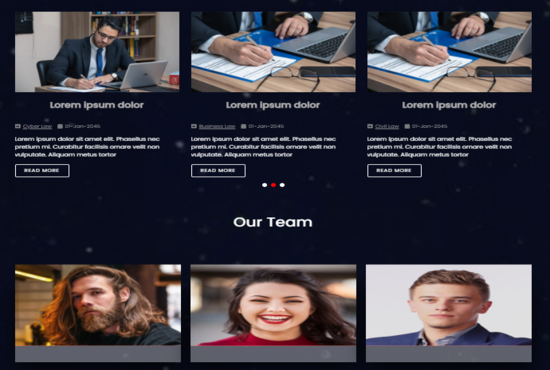 Lorem ipsum dolor
Lorem ipsum dolor
Lorem ipsum dolor
Cyber Law 01-Jan-2045
Business Law 01-Jan-2045
Civil Law 01-Jan-2045
Lorem ipsum dolor sit amet elit. Phasellus nec
pretium mi. Curabitur facilisis ornare velit non
vulputate. Aliquam metus tortor
Lorem ipsum dolor sit amet elit. Phasellus nec
pretium mi. Curabitur facilisis ornare velit non
vulputate. Aliquam metus tortor
Lorem ipsum dolor sit amet elit. Phasellus nec
pretium mi. Curabitur facilisis ornare velit non
vulputate. Aliquam metus tortor
READ MORE
READ MORE
READ MORE
Our Team